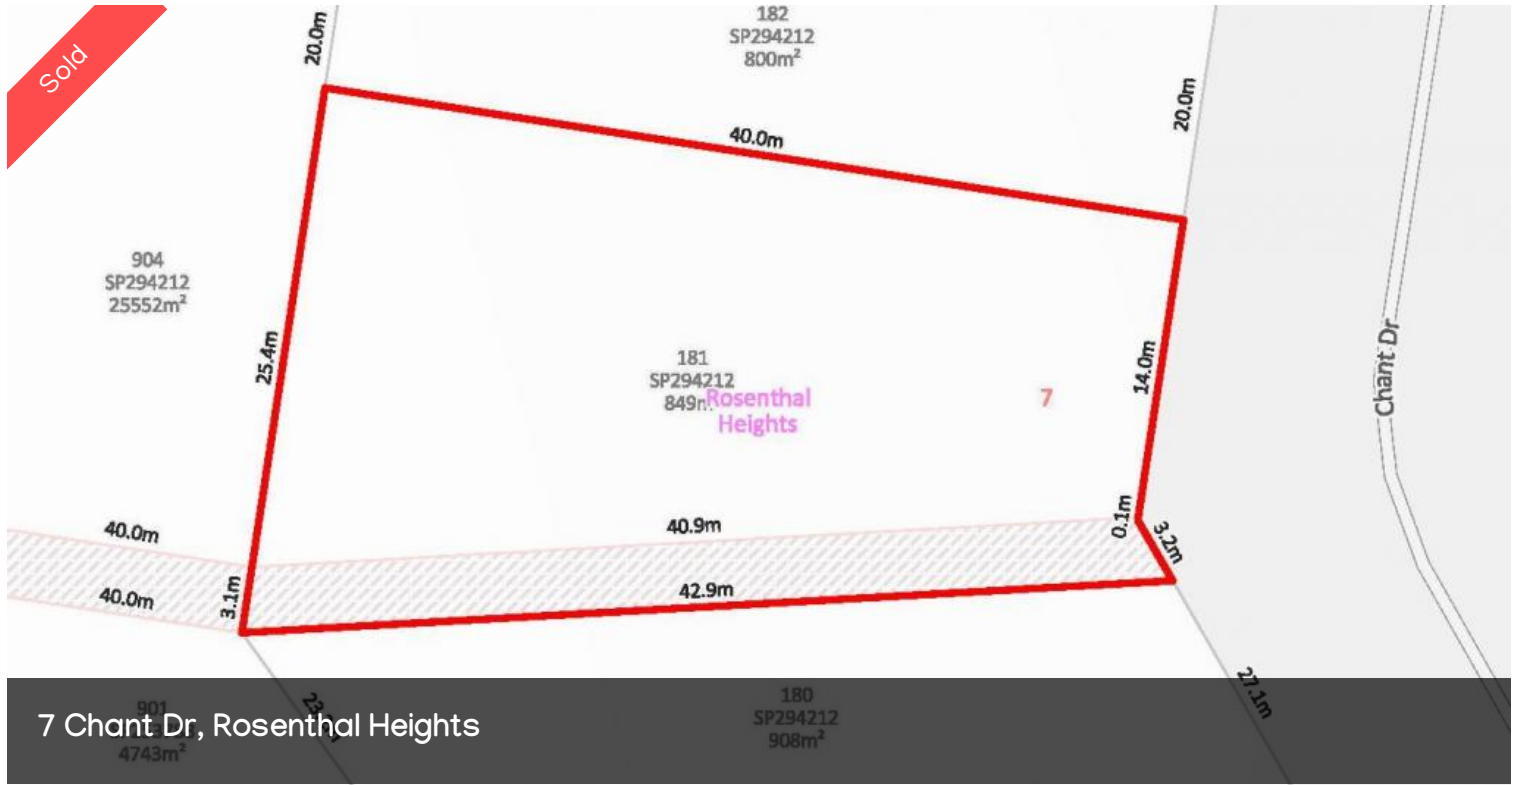 Sold
20.0m
182
SP294212
800m²
20.0m
40.0m
904
SP294212
25552m²
25.4m
181
SP294212
849m
Rosenthal
Heights
7
14.0m
Chant Dr
40.0m
40.9m
0.1m
3.2m
40.0m
3.1m
42.9m
27.1m
901
4743m²
180
SP294212
908m²
7 Chant Dr, Rosenthal Heights